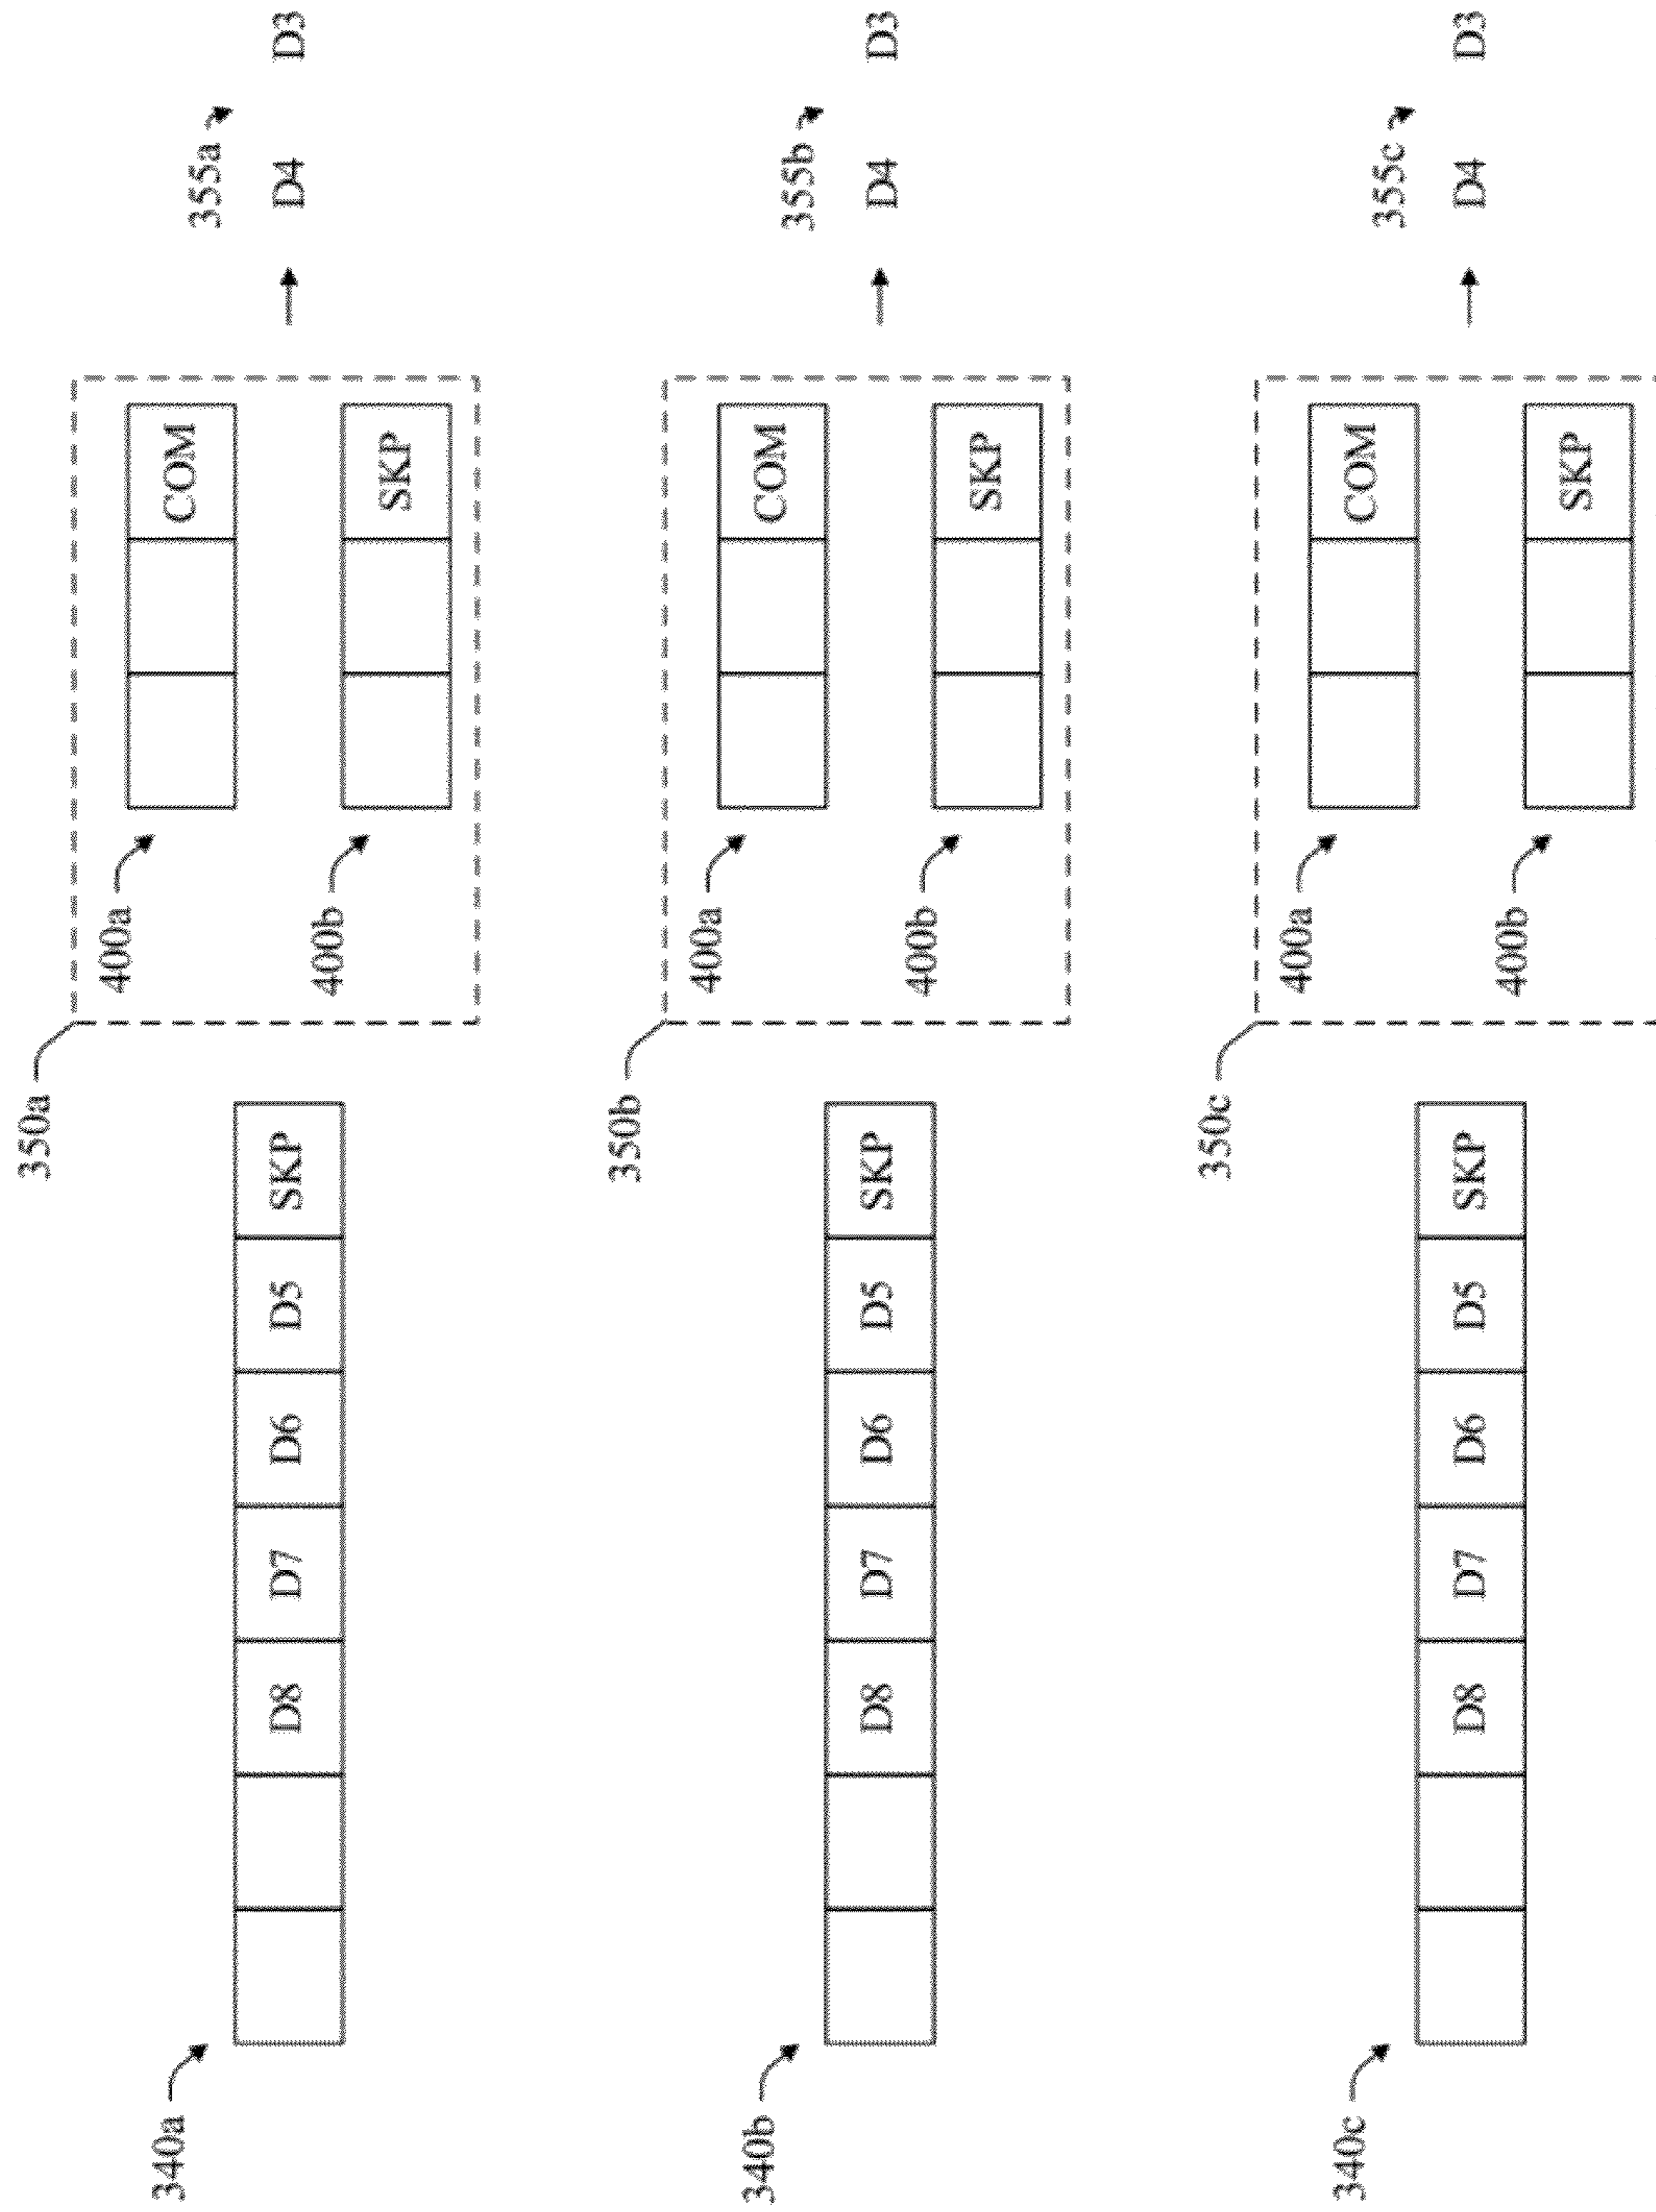 350a
355a
400a
COM
340a
D8 D7 D6 D5 SKP
D4 D3
400b
SKP
350b
355b
400a
COM
340b
D8 D7 D6 D5 SKP
D4 D3
400b
SKP
350c
355c
400a
COM
340c
D8 D7 D6 D5 SKP
D4 D3
400b
SKP